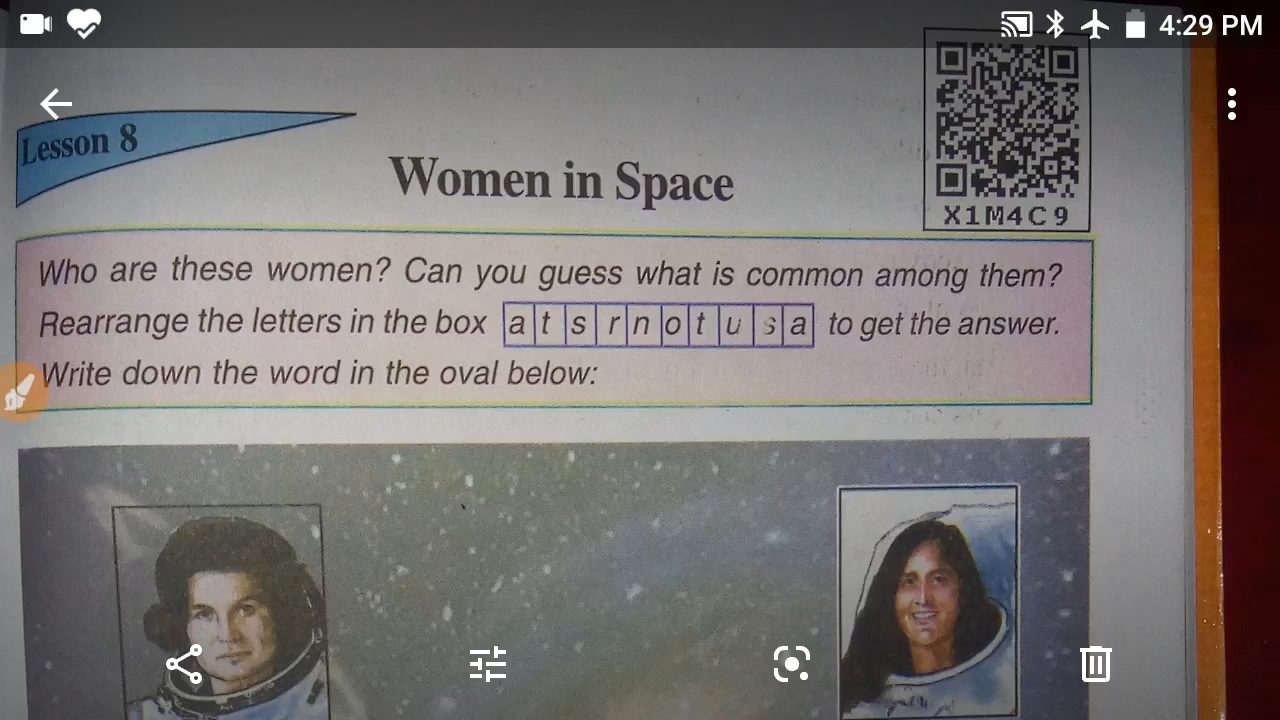 4:29 PM
Lesson 8
Women in Space
X1M4C9
Who are these women? Can you guess what is common among them?
Rearrange the letters in the box a t s r n o t u s a to get the answer.
Write down the word in the oval below: